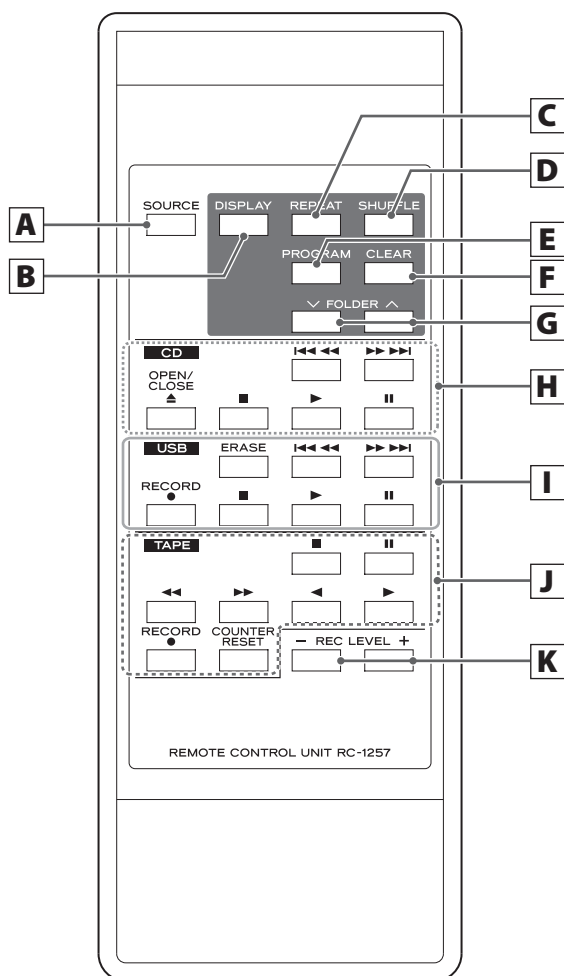 C
D
SOURCE DISPLAY REPEAT SHUFFLE
A
E
PROGRAM CLEAR
B
F
FOLDER
G
CD
OPEN/
CLOSE
H
USB ERASE
I
RECORD
TAPE
J
RECORD COUNTER
RESET
− REC LEVEL +
K
REMOTE CONTROL UNIT RC-1257